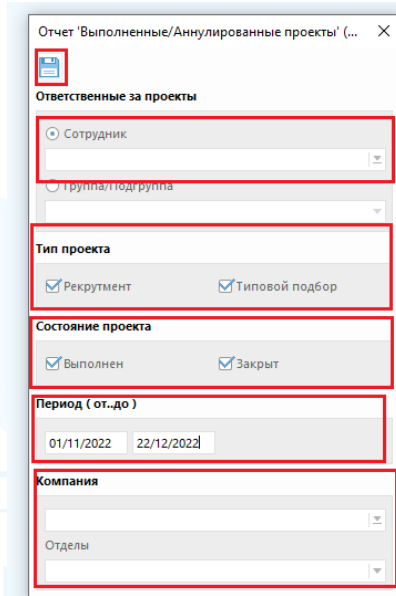 Отчет 'Выполненные/Аннулированные проекты' (...
Ответственные за проекты
Сотрудник
Группа/Подгруппа
Тип проекта
Рекрутмент Типовой подбор
Состояние проекта
Выполнен Закрыт
Период ( от..до )
01/11/2022 22/12/2022
Компания
Отделы